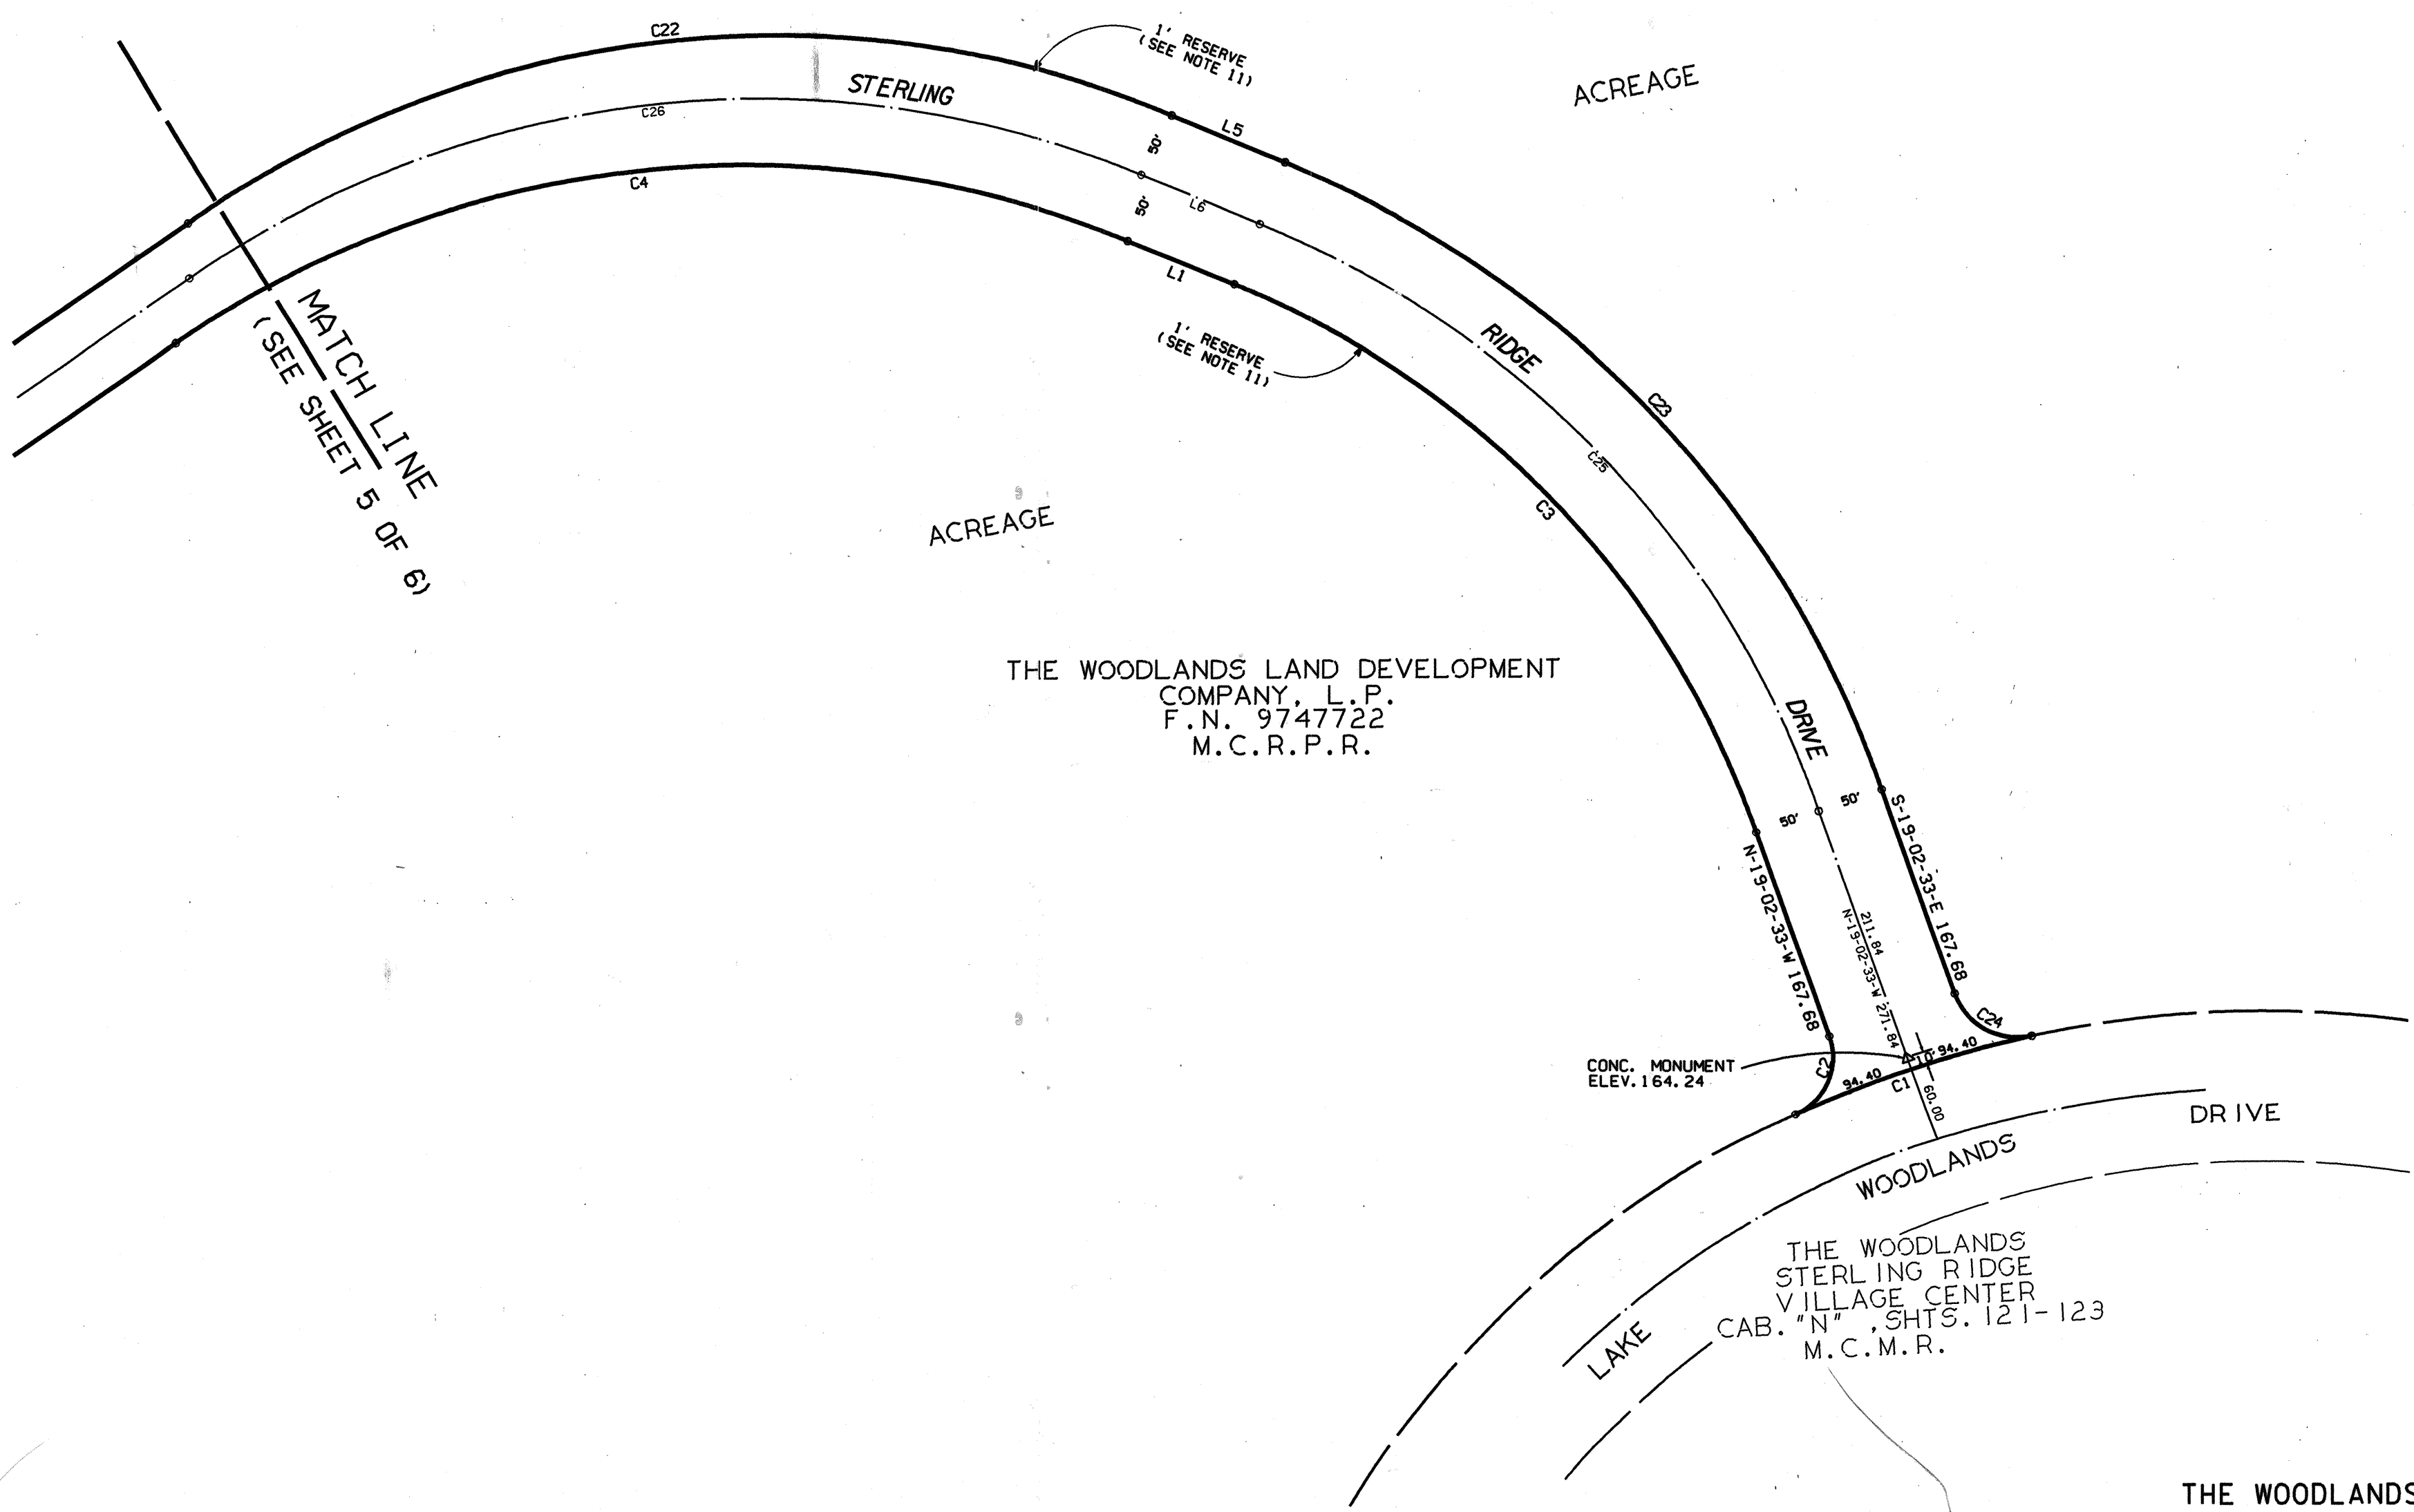 C22
1' RESERVE
(SEE NOTE 11)
ACREAGE
STERLING
C26
50'
L5
C4
50'
L6
L1
MATCH LINE
(SEE SHEET 5 OF 6)
1' RESERVE
(SEE NOTE 11)
RIDGE
C23
C25
C3
ACREAGE
THE WOODLANDS LAND DEVELOPMENT
COMPANY, L.P.
F.N. 9747722
M.C.R.P.R.
DRIVE
50'
50'
S-19-02-33-E 167.68
N-19-02-33-W 167.68
211.84
N-19-02-33-W 271.84
C24
CONC. MONUMENT
ELEV.164.24
C2
10'
94.40
94.40
C1
60.00
DRIVE
WOODLANDS
LAKE
THE WOODLANDS
STERLING RIDGE
VILLAGE CENTER
CAB. "N" , SHTS. 121-123
M.C.M.R.
THE WOODLANDS